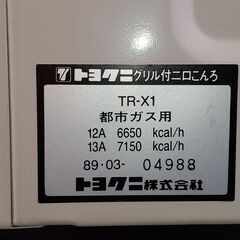 トヨクニ グリル付二口こんろ
TR-X1
都市ガス用
12A 6650 kcal/h
13A 7150 kcal/h
89·03- 04988
トヨクニ株式会社